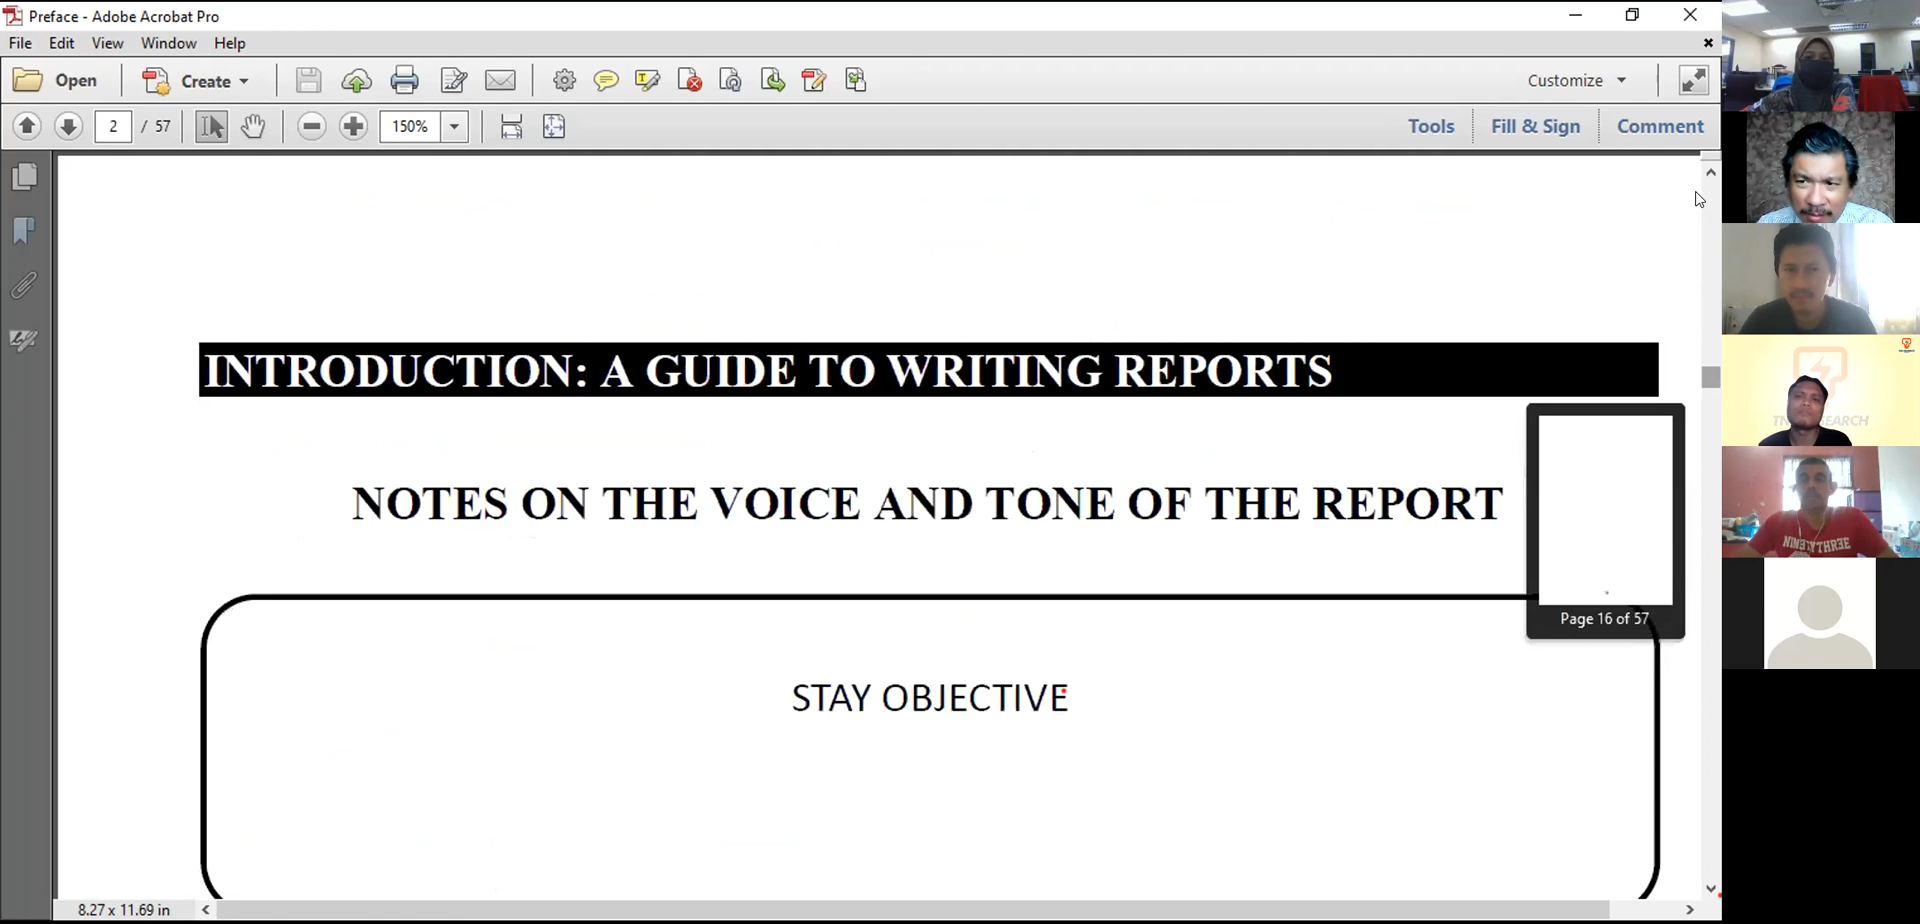 Preface - Adobe Acrobat Pro
File Edit View Window Help
Open Create Customize
2 / 57 150% Tools Fill & Sign Comment
INTRODUCTION: A GUIDE TO WRITING REPORTS
NOTES ON THE VOICE AND TONE OF THE REPORT
Page 16 of 57
STAY OBJECTIVE
8.27 x 11.69 in